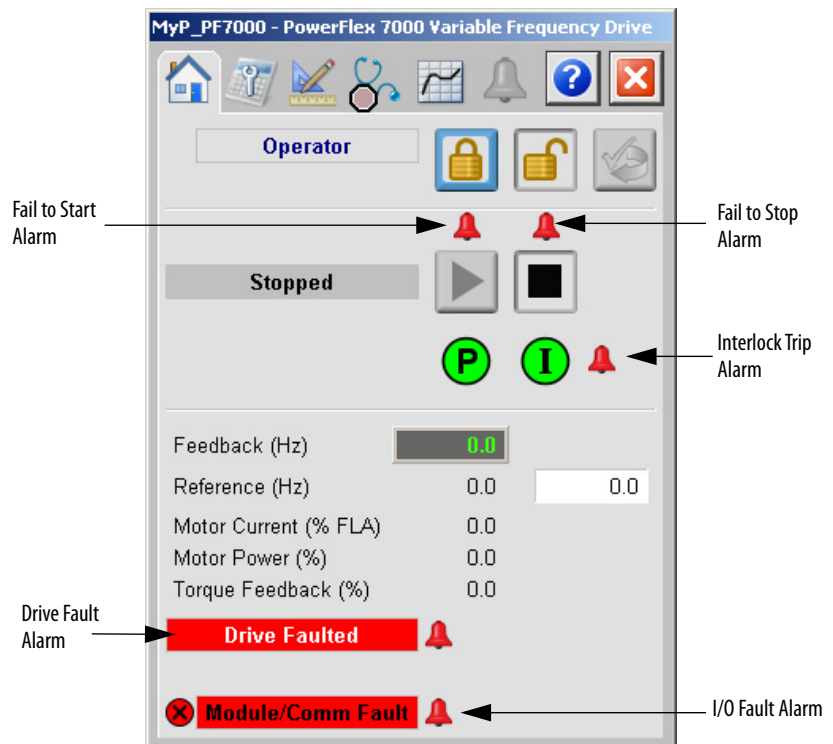 MyP_PF7000 - PowerFlex 7000 Variable Frequency Drive
?
Operator
Fail to Start
Alarm
Fail to Stop
Alarm
Stopped
P
I
Interlock Trip
Alarm
Feedback (Hz) 0.0
Reference (Hz) 0.0 0.0
Motor Current (% FLA) 0.0
Motor Power (%) 0.0
Torque Feedback (%) 0.0
Drive Fault
Alarm
Drive Faulted
Module/Comm Fault
I/O Fault Alarm